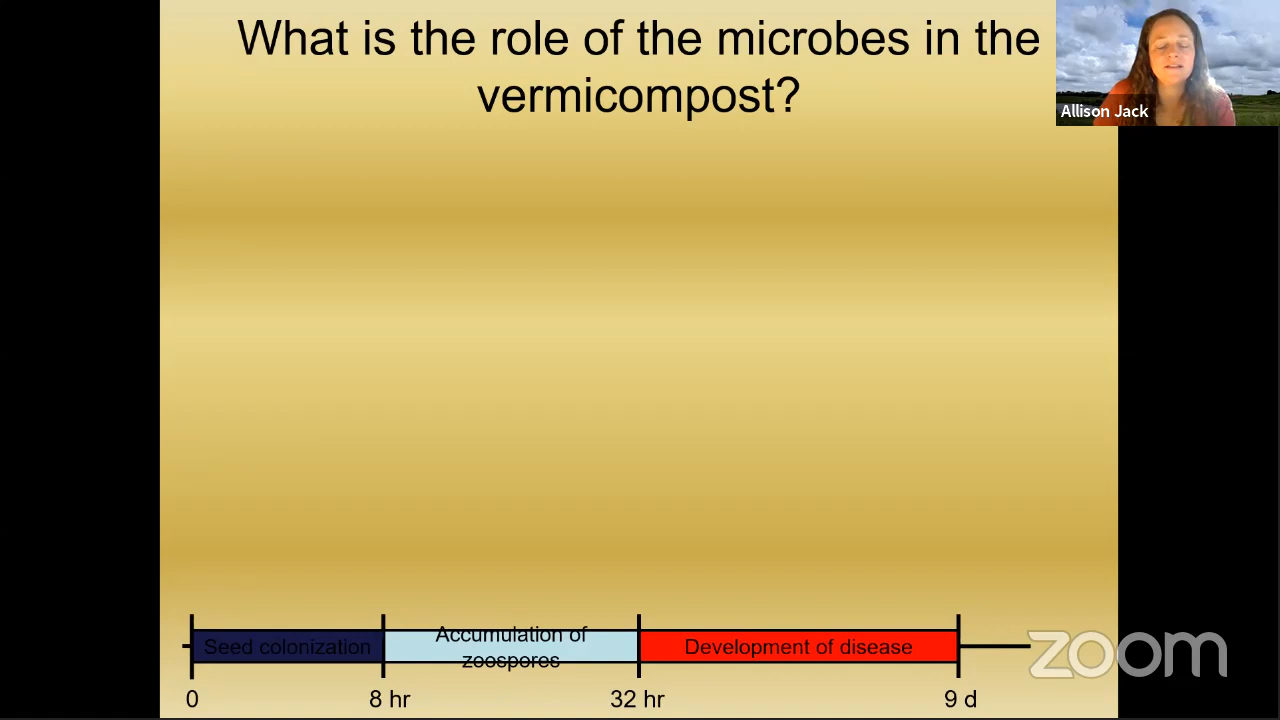 What is the role of the microbes in the
vermicompost?
Allison Jack
Seed colonization
Accumulation of
zoospores
Development of disease
0
8 hr
32 hr
9 d
zoom